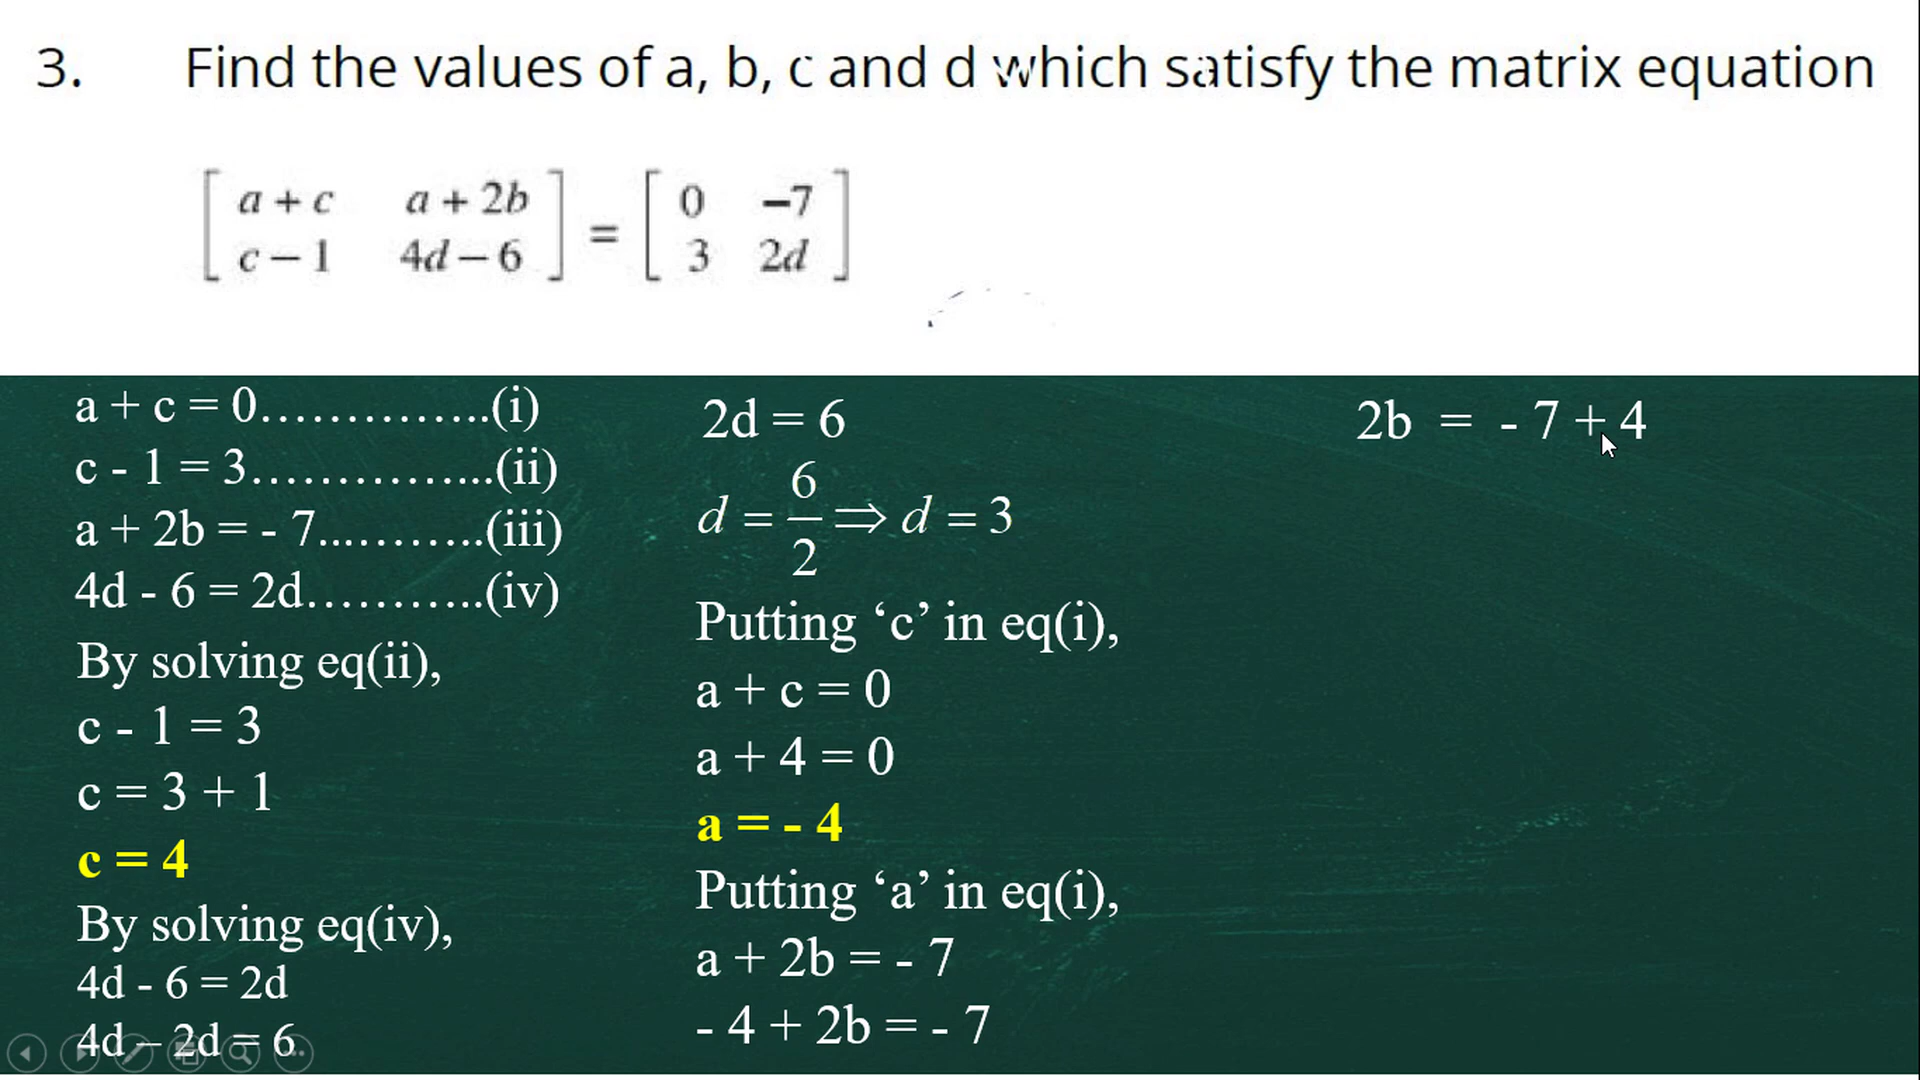 3. Find the values of a, b, c and d which satisfy the matrix equation
[ a + c   a + 2b ] = [ 0   −7 ]
[ c − 1   4d − 6 ]   [ 3   2d ]
a + c = 0…………..(i)
c - 1 = 3…………...(ii)
a + 2b = - 7...……..(iii)
4d - 6 = 2d………..(iv)
By solving eq(ii),
c - 1 = 3
c = 3 + 1
c = 4
By solving eq(iv),
4d - 6 = 2d
4d – 2d = 6
2d = 6
d = 6/2 ⇒ d = 3
Putting ‘c’ in eq(i),
a + c = 0
a + 4 = 0
a = - 4
Putting ‘a’ in eq(i),
a + 2b = - 7
- 4 + 2b = - 7
2b = - 7 + 4